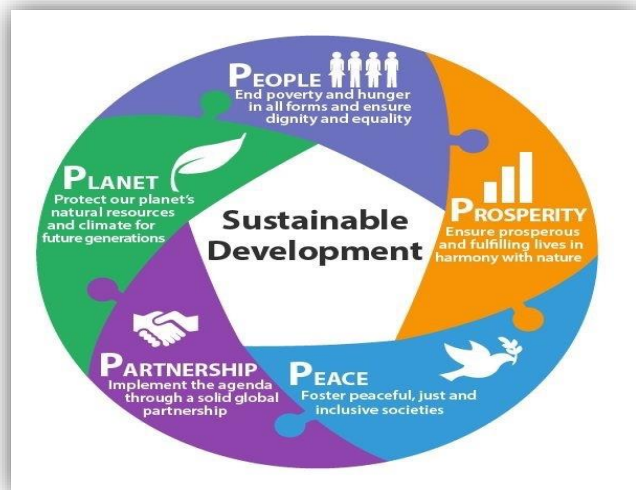 PEOPLE
End poverty and hunger
in all forms and ensure
dignity and equality
PROSPERITY
Ensure prosperous
and fulfilling lives in
harmony with nature
PEACE
Foster peaceful, just and
inclusive societies
PARTNERSHIP
Implement the agenda
through a solid global
partnership
PLANET
Protect our planet's
natural resources
and climate for
future generations
Sustainable
Development